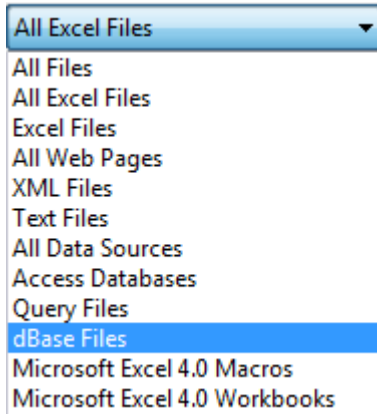 All Excel Files
All Files
All Excel Files
Excel Files
All Web Pages
XML Files
Text Files
All Data Sources
Access Databases
Query Files
dBase Files
Microsoft Excel 4.0 Macros
Microsoft Excel 4.0 Workbooks